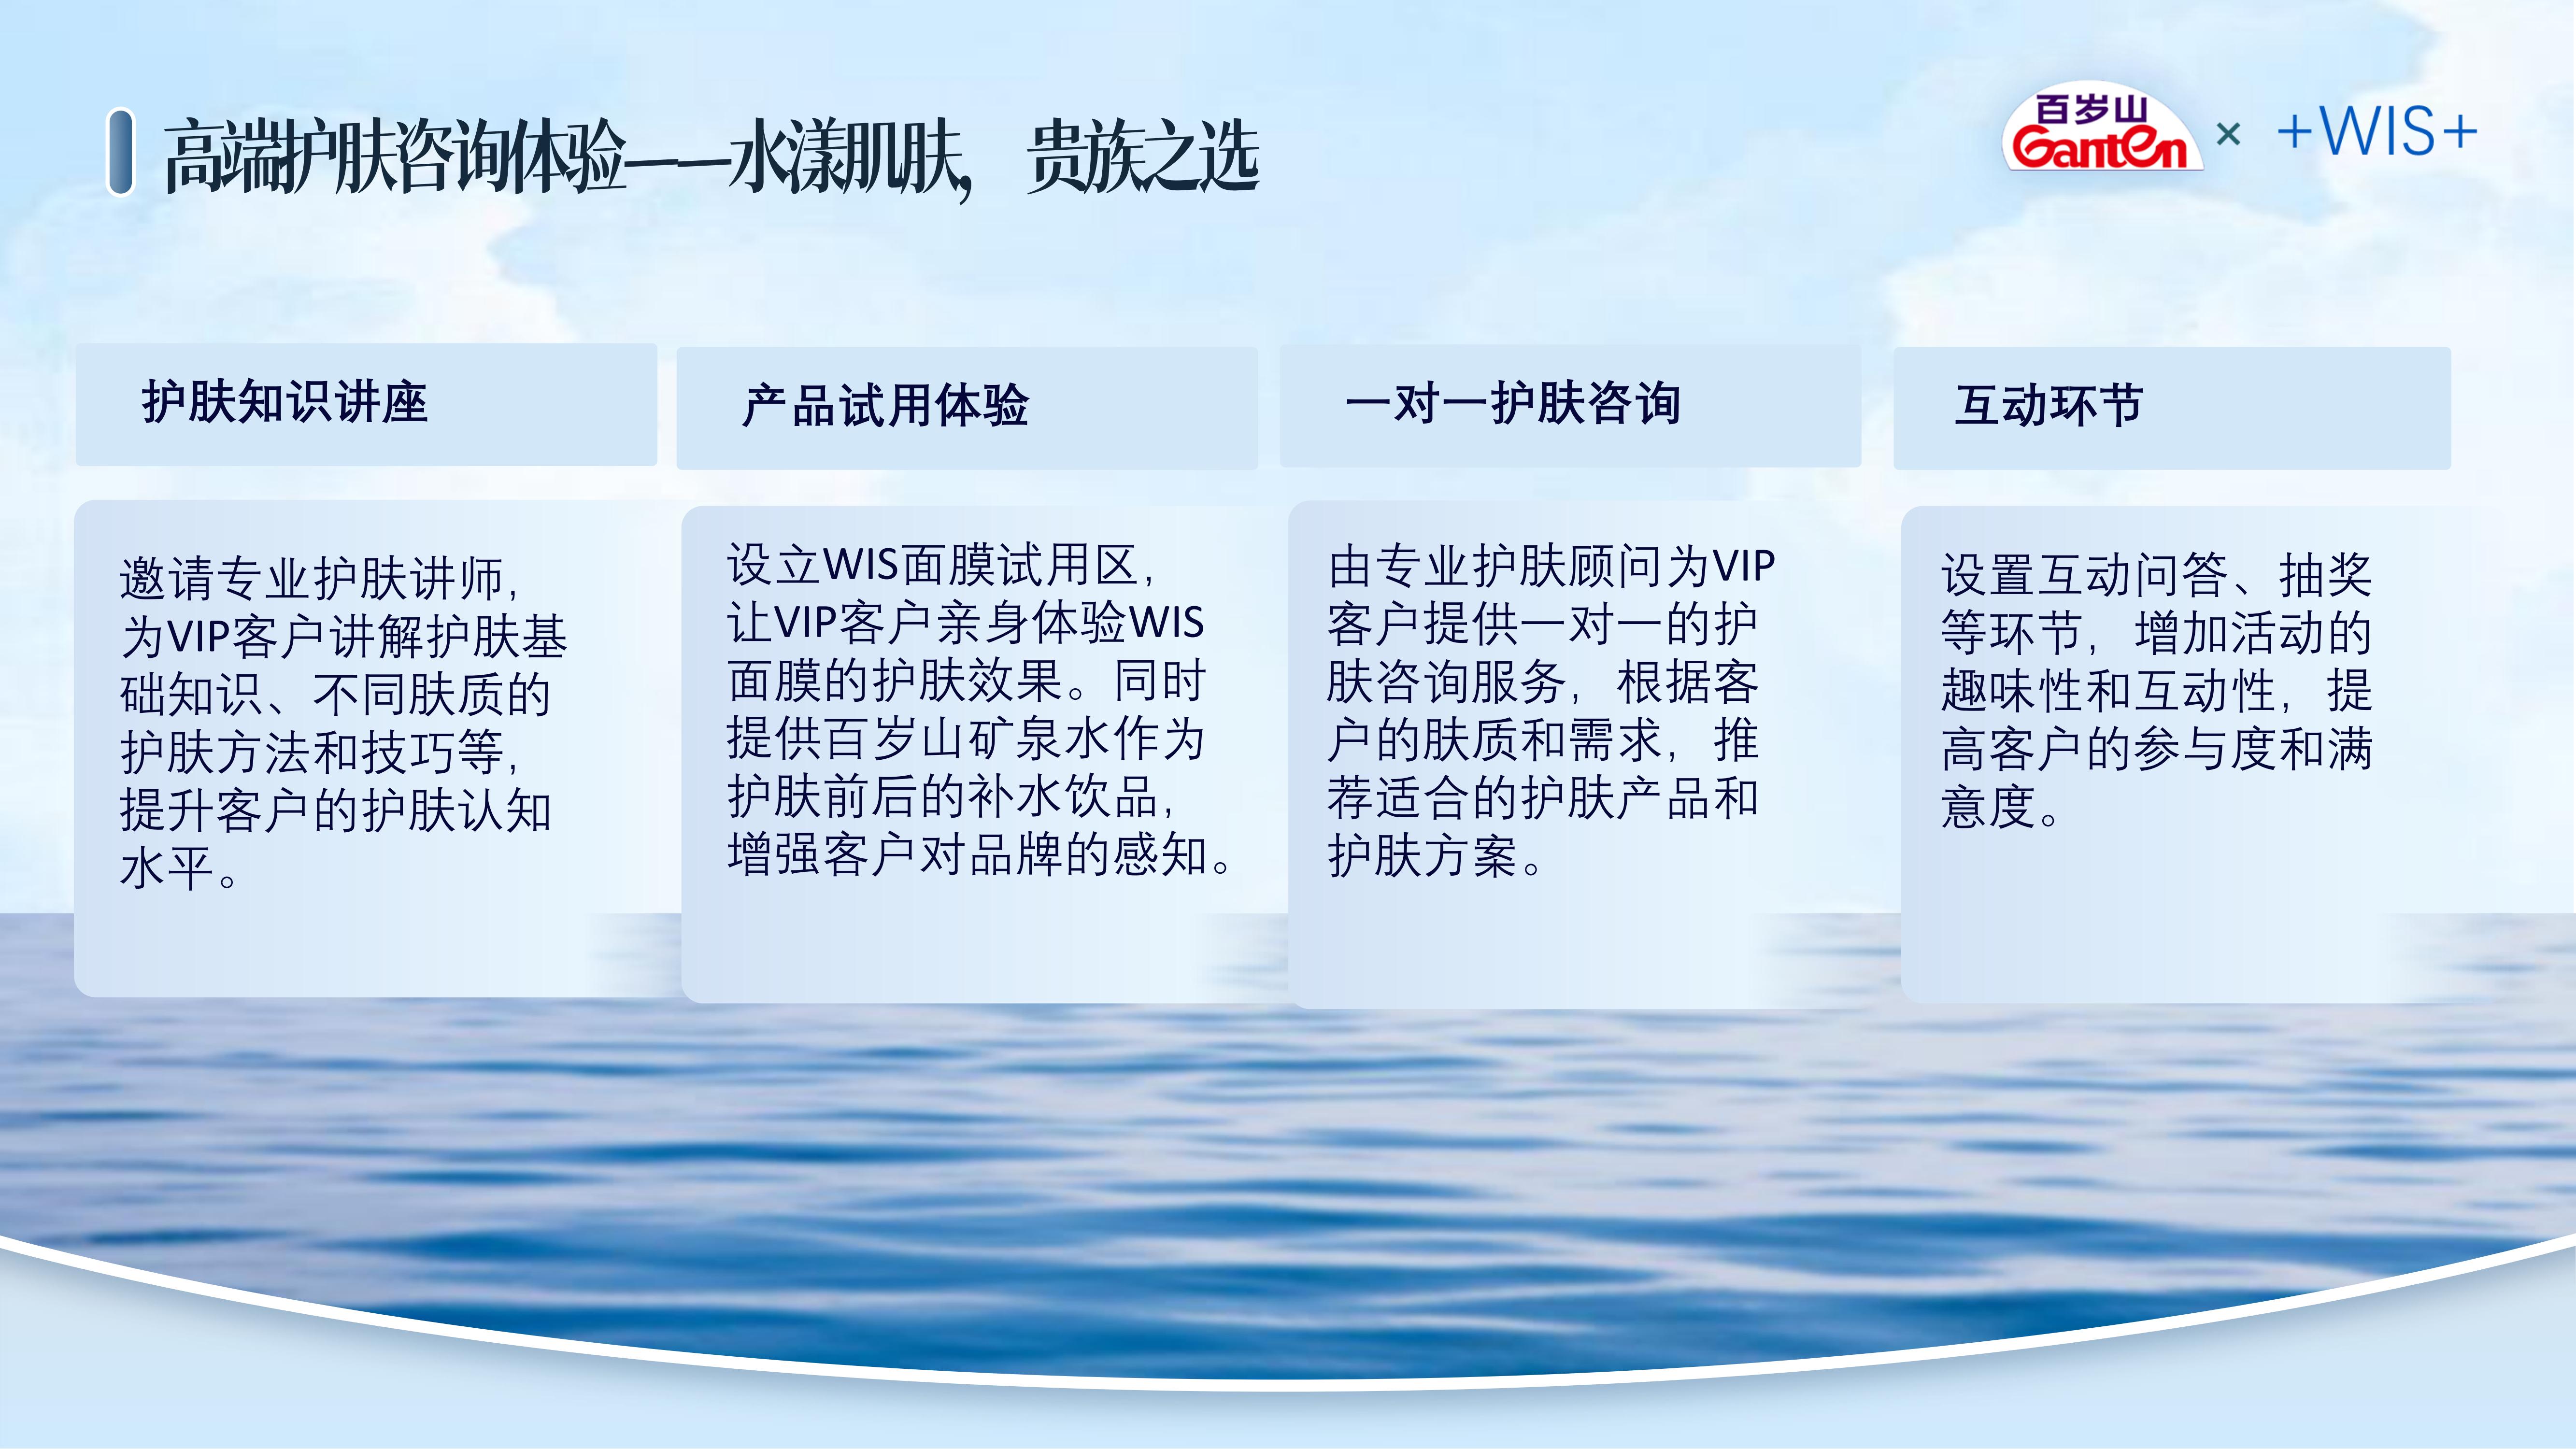 高端护肤咨询体验——水漾肌肤，贵族之选
百岁山
Ganten
×
+WIS+
护肤知识讲座
邀请专业护肤讲师，
为VIP客户讲解护肤基
础知识、不同肤质的
护肤方法和技巧等，
提升客户的护肤认知
水平。
产品试用体验
设立WIS面膜试用区，
让VIP客户亲身体验WIS
面膜的护肤效果。同时
提供百岁山矿泉水作为
护肤前后的补水饮品，
增强客户对品牌的感知。
一对一护肤咨询
由专业护肤顾问为VIP
客户提供一对一的护
肤咨询服务，根据客
户的肤质和需求，推
荐适合的护肤产品和
护肤方案。
互动环节
设置互动问答、抽奖
等环节，增加活动的
趣味性和互动性，提
高客户的参与度和满
意度。